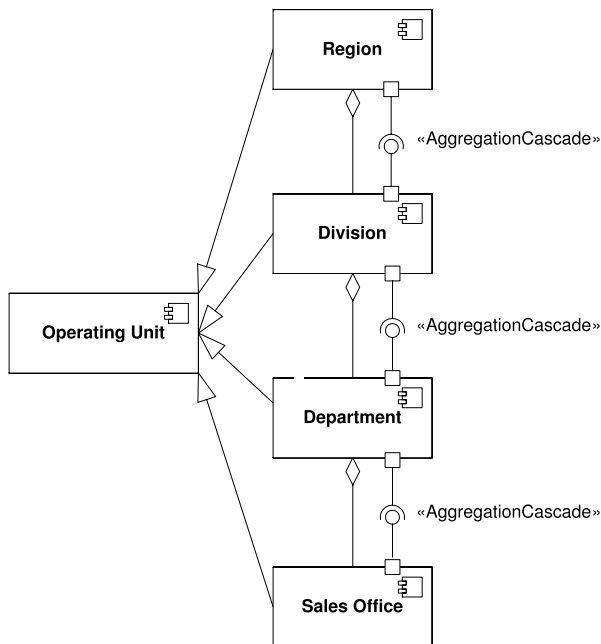 Region
«AggregationCascade»
Division
Operating Unit
«AggregationCascade»
Department
«AggregationCascade»
Sales Office